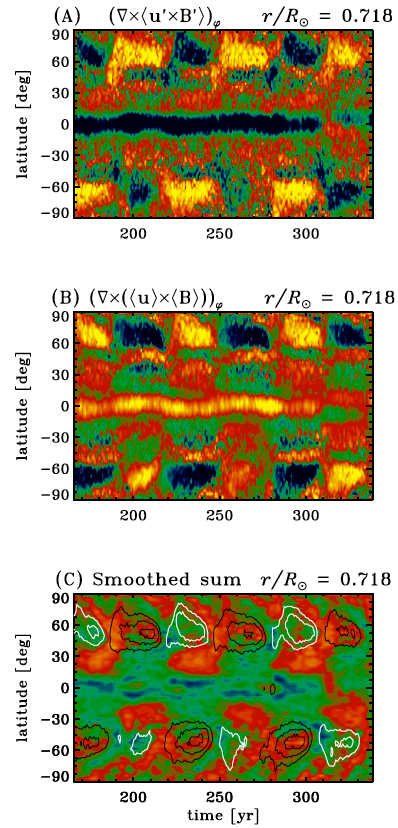 (A) (∇×⟨u'×B'⟩)φ r/R⊙ = 0.718
90
60
30
0
−30
−60
−90
latitude [deg]
200 250 300
(B) (∇×(⟨u⟩×⟨B⟩))φ r/R⊙ = 0.718
90
60
30
0
−30
−60
−90
latitude [deg]
200 250 300
(C) Smoothed sum r/R⊙ = 0.718
90
60
30
0
−30
−60
−90
latitude [deg]
200 250 300
time [yr]